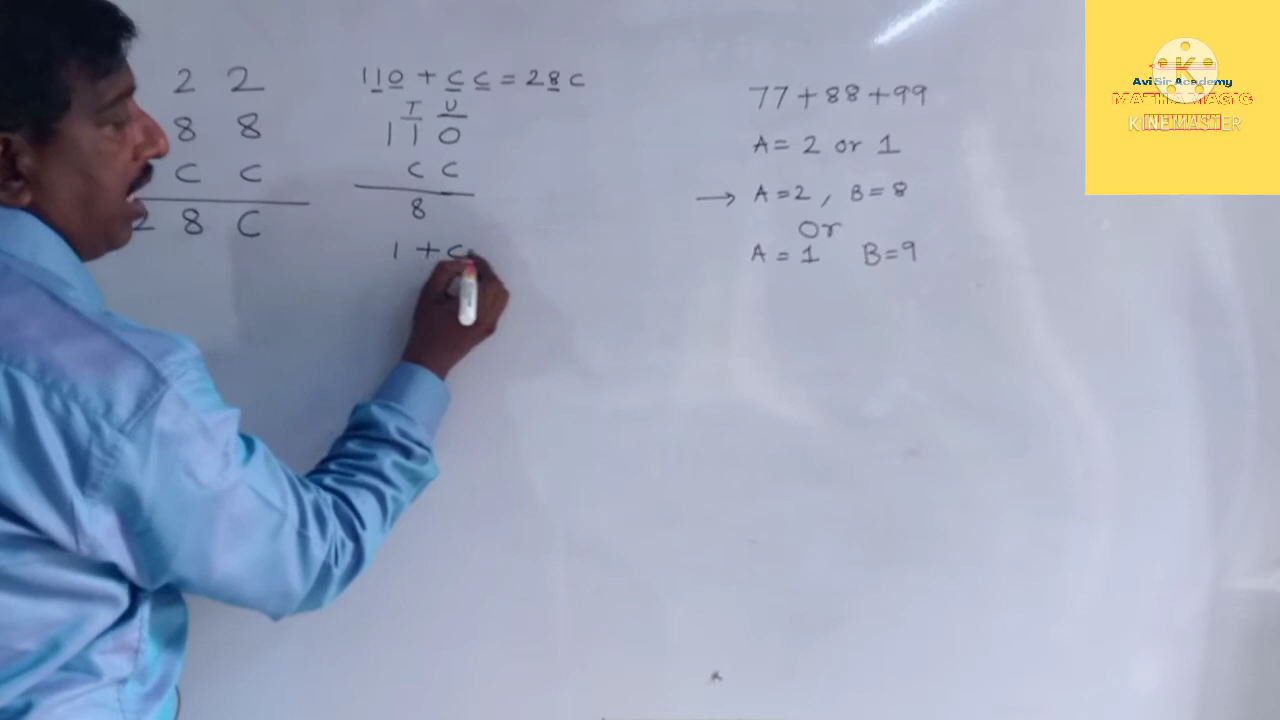 2 2
8 8
C C
2 8 C
110 + C C = 28C
T U
1 1 0
C C
8
1 + C
77+88+99
A = 2 or 1
→ A=2 , B=8
Or
A = 1 B=9
K
Avi Sir Academy
KINEMASTER